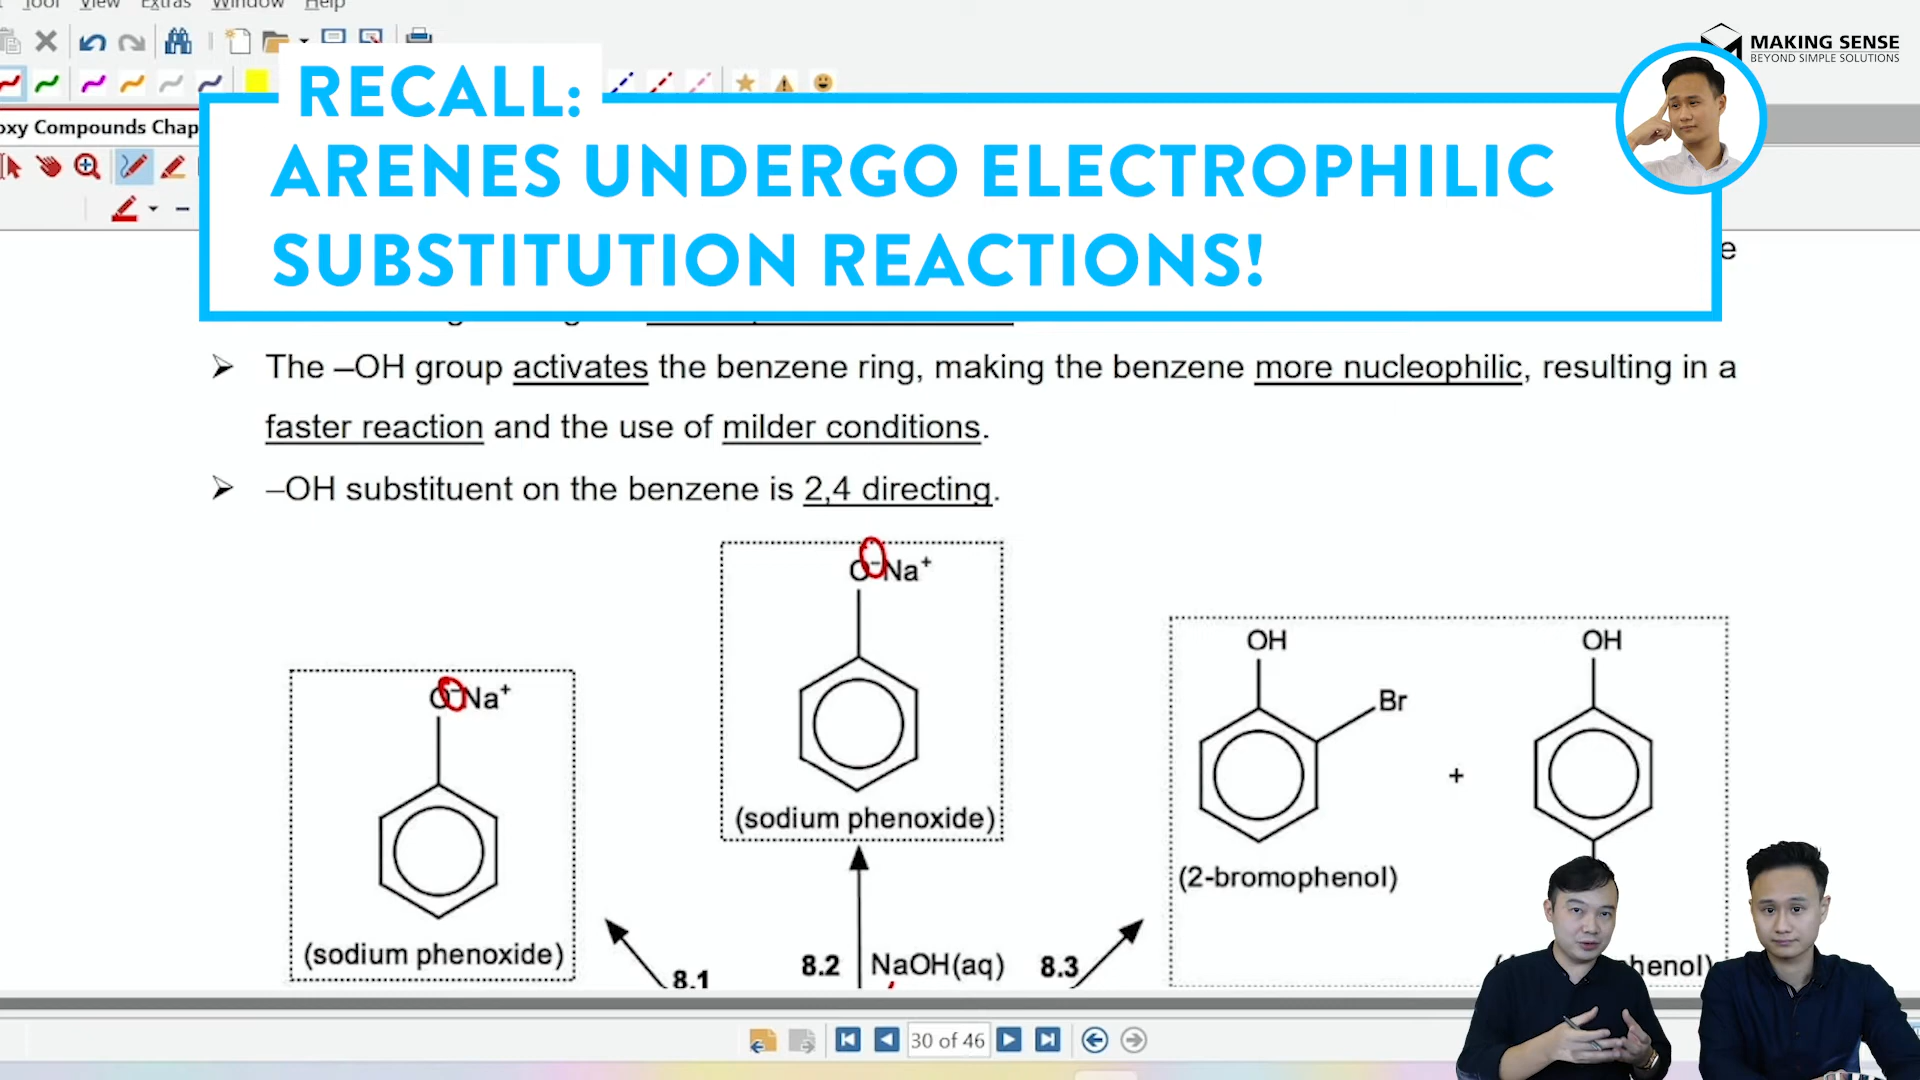 Tool View Extras Window Help
MAKING SENSE
BEYOND SIMPLE SOLUTIONS
RECALL:
ARENES UNDERGO ELECTROPHILIC
SUBSTITUTION REACTIONS!
oxy Compounds Chap
e
➢ The –OH group activates the benzene ring, making the benzene more nucleophilic, resulting in a
faster reaction and the use of milder conditions.
➢ –OH substituent on the benzene is 2,4 directing.
O⁻Na⁺
(sodium phenoxide)
O⁻Na⁺
(sodium phenoxide)
OH
Br
(2-bromophenol)
+
OH
henol)
8.1
8.2
NaOH(aq)
8.3
30 of 46